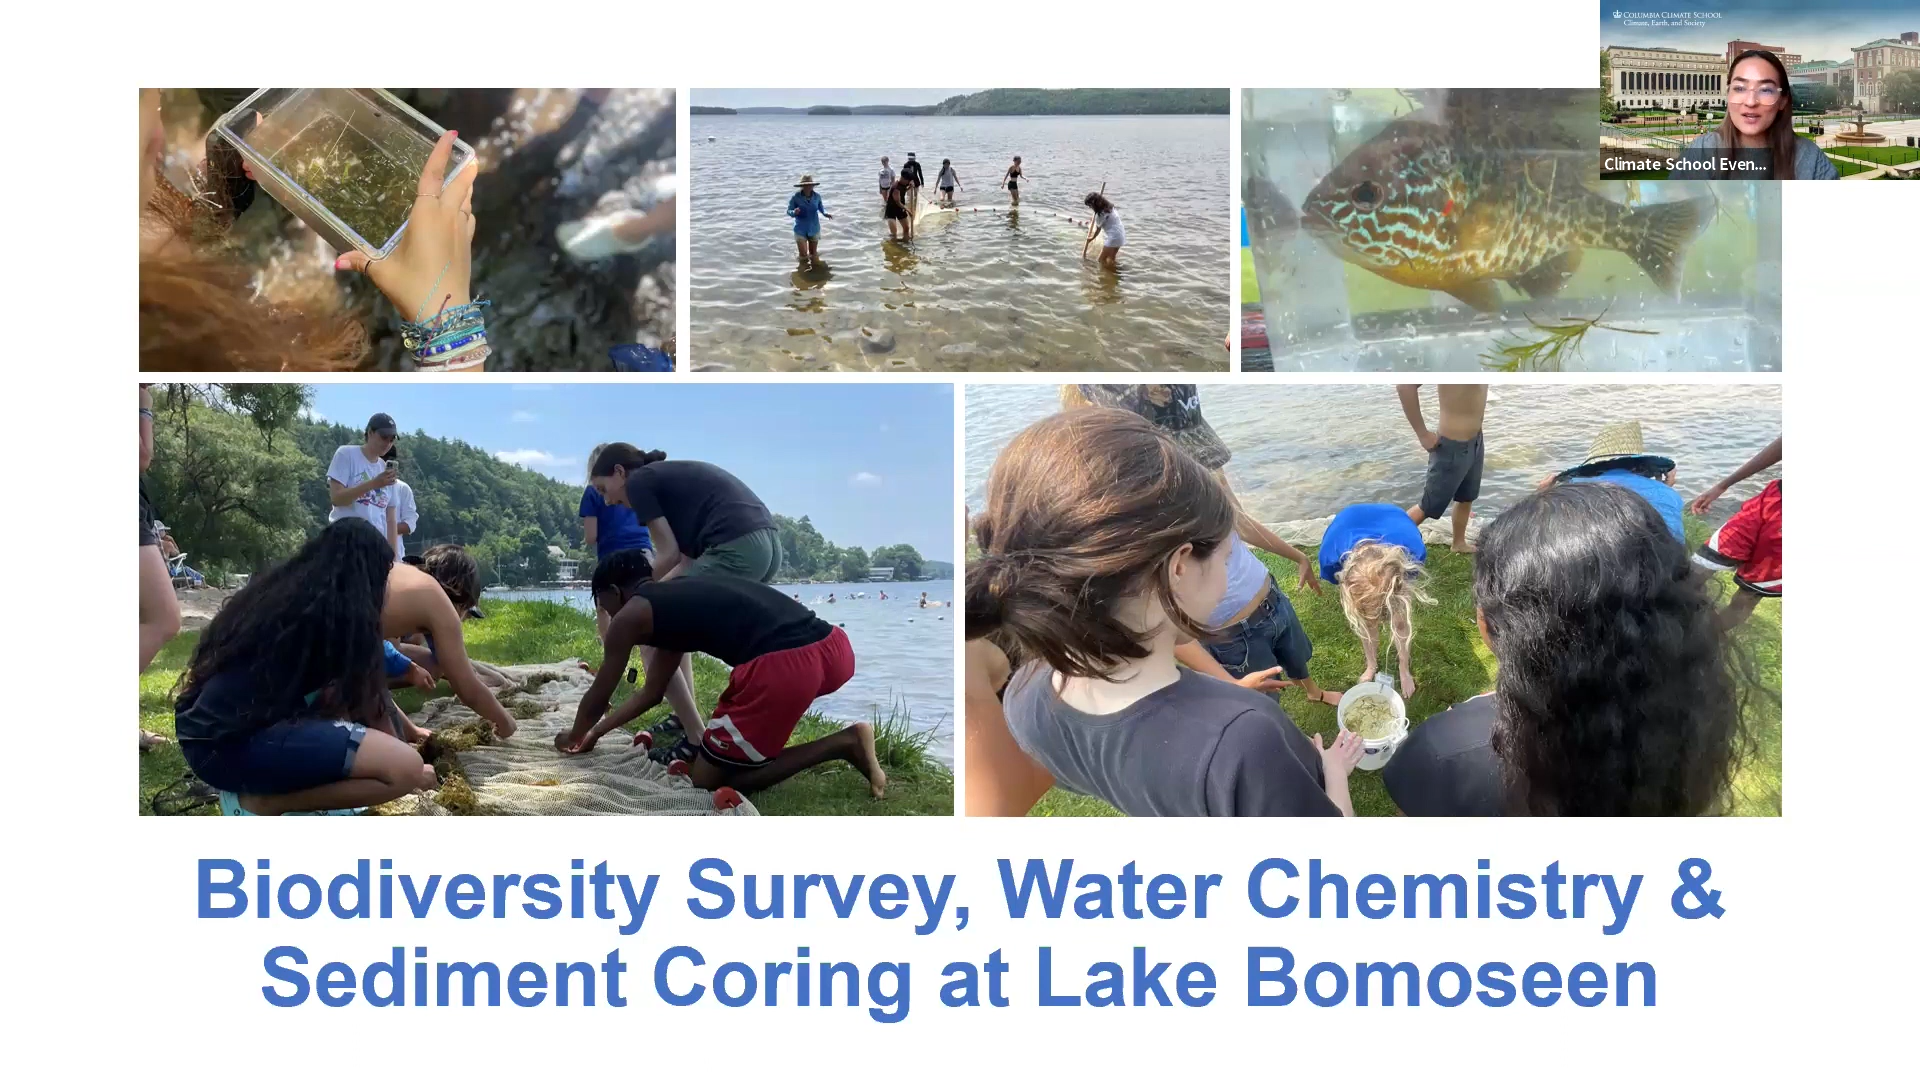 COLUMBIA CLIMATE SCHOOL
Climate, Earth, and Society
Climate School Even...
Biodiversity Survey, Water Chemistry &
Sediment Coring at Lake Bomoseen